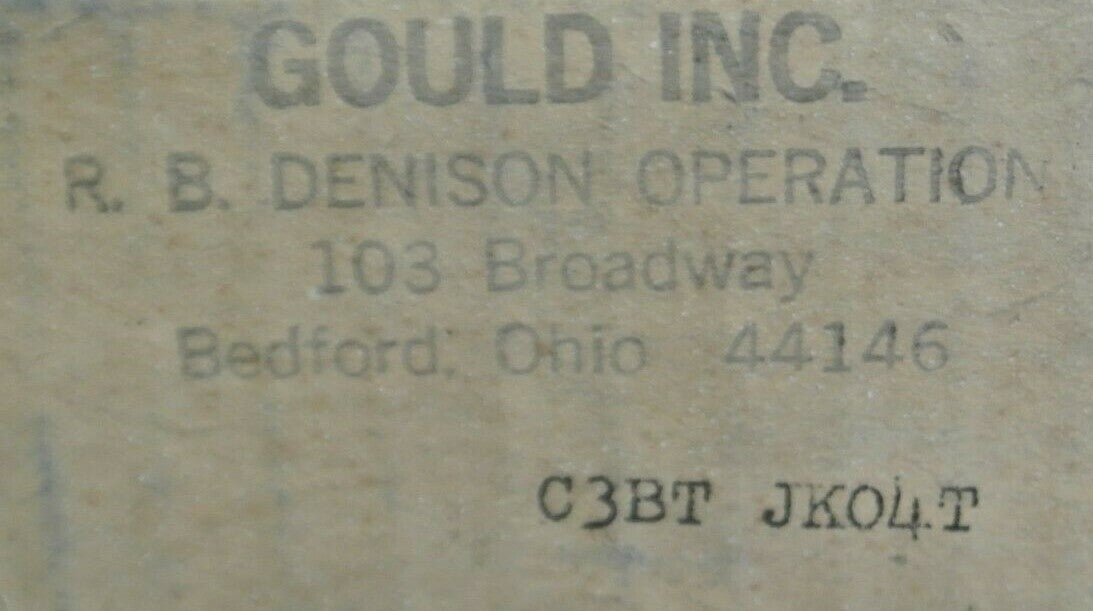 GOULD INC.
R. B. DENISON OPERATION
103 Broadway
Bedford, Ohio 44146
C3BT JK04T